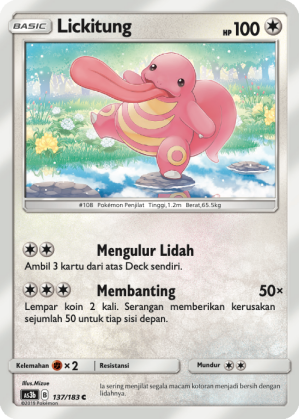 BASIC Lickitung HP 100
#108 Pokémon Penjilat Tinggi,1.2m Berat,65.5kg
Mengulur Lidah
Ambil 3 kartu dari atas Deck sendiri.
Membanting 50×
Lempar koin 2 kali. Serangan memberikan kerusakan
sejumlah 50 untuk tiap sisi depan.
Kelemahan ×2 Resistansi Mundur
Illus.Mizue
AS3b B 137/183 C
©2019 Pokémon
Ia sering menjilat segala macam kotoran menjadi bersih
dengan lidahnya.